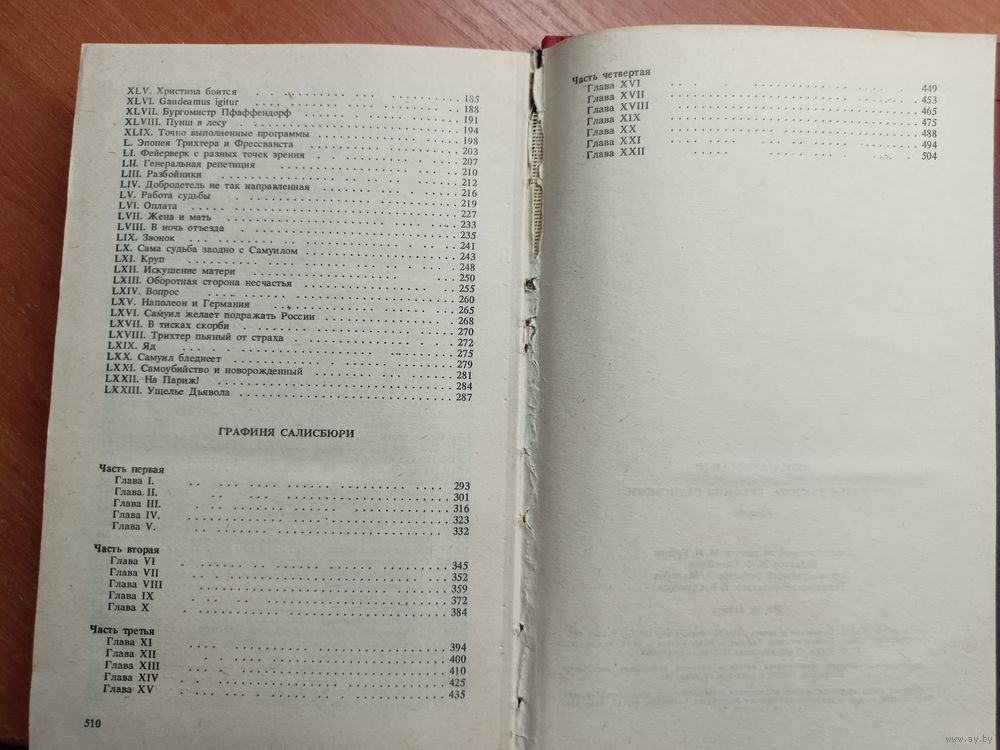 XLV. Христина боится 185
XLVI. Gaudeamus igitur 188
XLVII. Бургомистр Пфаффендорф 191
XLVIII. Пунш в лесу 194
XLIX. Точно выполненные программы 198
L. Эпопея Трихтера и Фрессванста 203
LI. Фейерверк с разных точек зрения 207
LII. Генеральная репетиция 210
LIII. Разбойники 212
LIV. Добродетель не так направленная 216
LV. Работа судьбы 219
LVI. Оплата 227
LVII. Жена и мать 233
LVIII. В ночь отъезда 235
LIX. Звонок 241
LX. Сама судьба заодно с Самуилом 243
LXI. Круп 248
LXII. Искушение матери 250
LXIII. Оборотная сторона несчастья 255
LXIV. Вопрос 260
LXV. Наполеон и Германия 265
LXVI. Самуил желает подражать России 268
LXVII. В тисках скорби 270
LXVIII. Трихтер пьяный от страха 272
LXIX. Яд 275
LXX. Самуил бледнеет 279
LXXI. Самоубийство и новорожденный 281
LXXII. На Париж! 284
LXXIII. Ущелье Дьявола 287
ГРАФИНЯ САЛИСБЮРИ
Часть первая
Глава I. 293
Глава II. 301
Глава III. 316
Глава IV. 323
Глава V. 332
Часть вторая
Глава VI 345
Глава VII 352
Глава VIII 359
Глава IX 372
Глава X 384
Часть третья
Глава XI 394
Глава XII 400
Глава XIII 410
Глава XIV 425
Глава XV 435
510
Часть четвертая
Глава XVI 449
Глава XVII 453
Глава XVIII 465
Глава XIX 475
Глава XX 488
Глава XXI 494
Глава XXII 504
www.ay.by